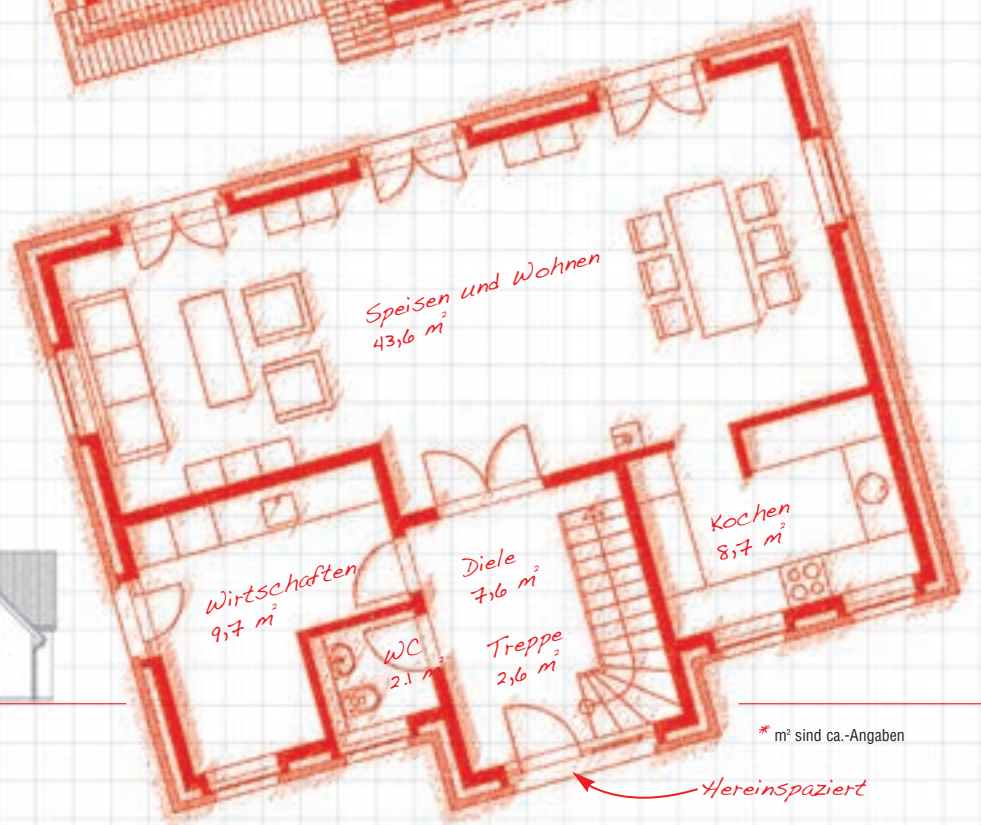 Speisen und Wohnen
43,6 m²
Kochen
8,7 m²
Diele
7,6 m²
Wirtschaften
9,7 m²
WC
2.1 m²
Treppe
2,6 m²
* m² sind ca.-Angaben
Hereinspaziert